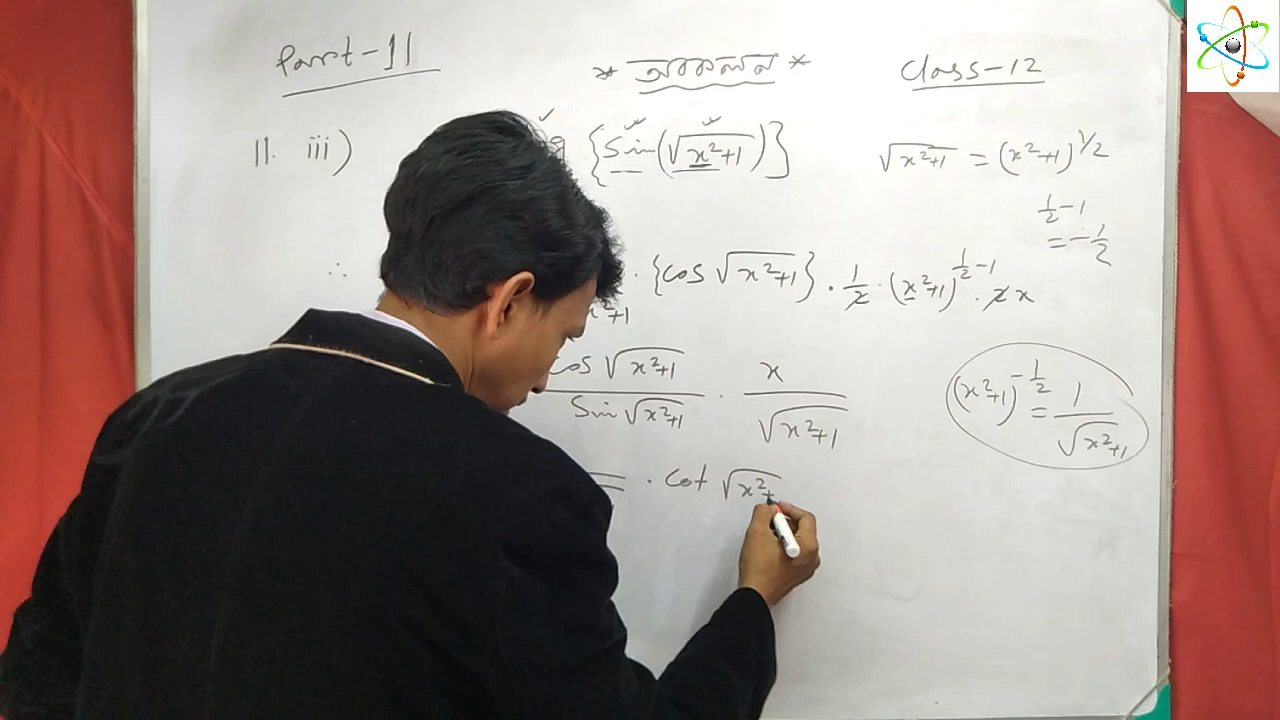 Part-11
* অবকলন *
Class-12
11. iii) {Sin(√x²+1)}
√x²+1 = (x²+1)^1/2
1/2 -1
= -1/2
∴ . {cos √x²+1} . 1/2 . (x²+1)^1/2 -1 . 2x
x²+1
cos √x²+1 / Sin √x²+1 . x / √x²+1
(x²+1)^-1/2 = 1 / √x²+1
. cot √x²+